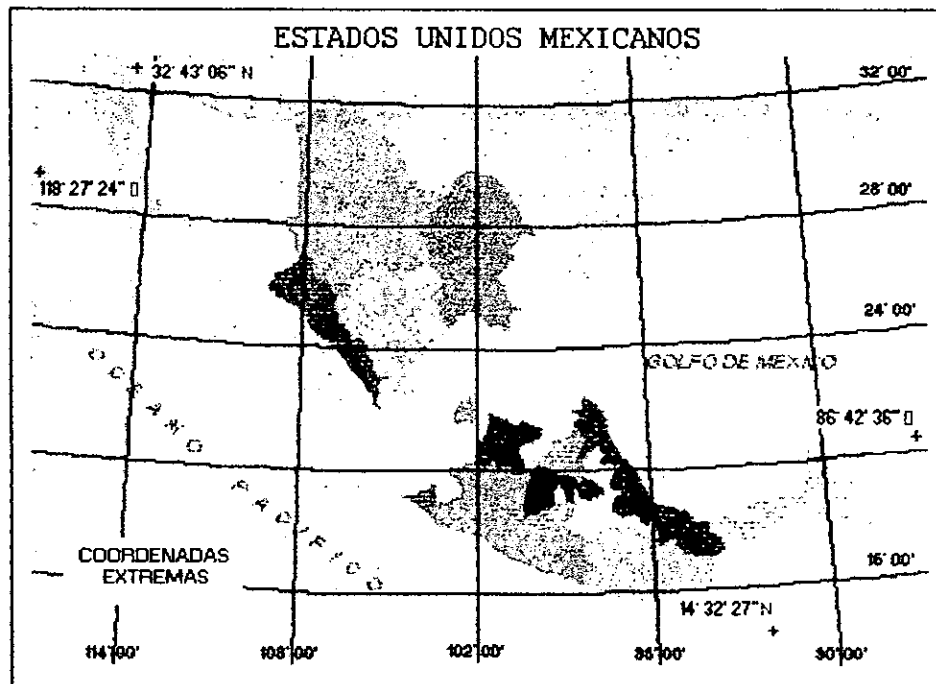 ESTADOS UNIDOS MEXICANOS
+ 32° 43' 06" N
32° 00'
118° 27' 24" O
28° 00'
24° 00'
GOLFO DE MEXICO
OCEANO
86° 42' 36" O
PACIFICO
COORDENADAS
EXTREMAS
16° 00'
14° 32' 27" N
114° 00'
108° 00'
102° 00'
96° 00'
90° 00'